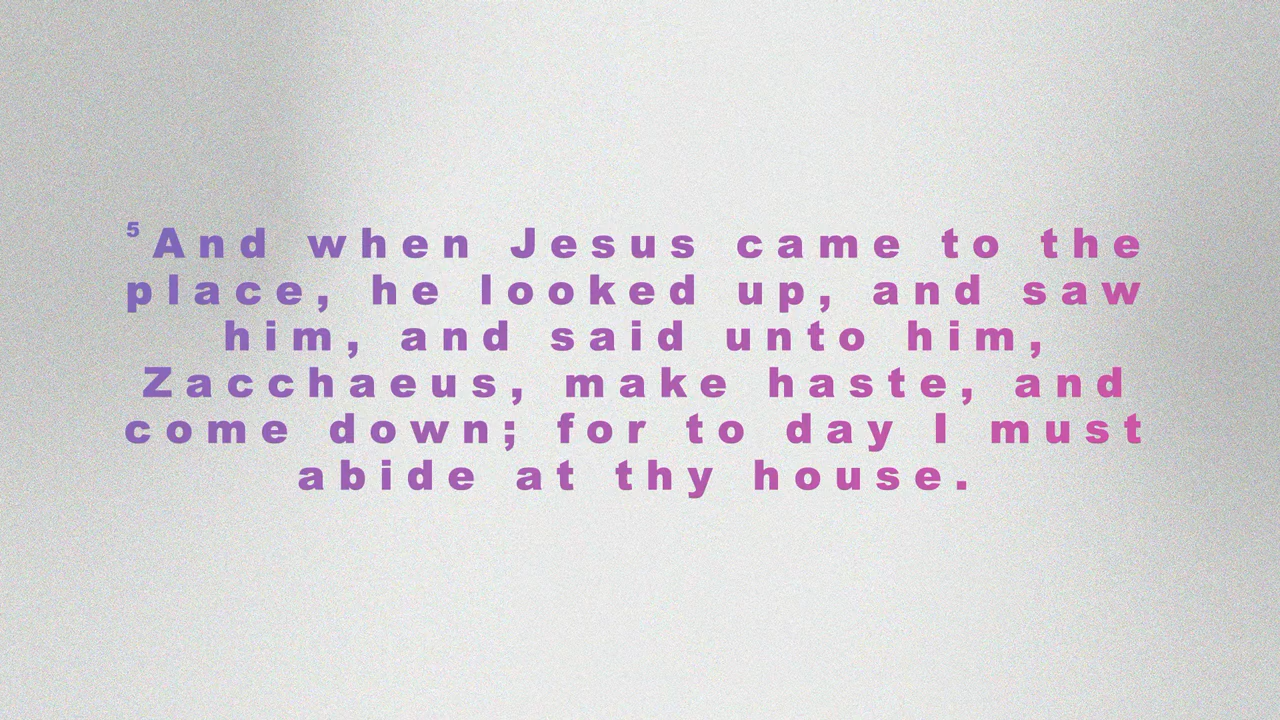 ⁵And when Jesus came to the
place, he looked up, and saw
him, and said unto him,
Zacchaeus, make haste, and
come down; for to day I must
abide at thy house.